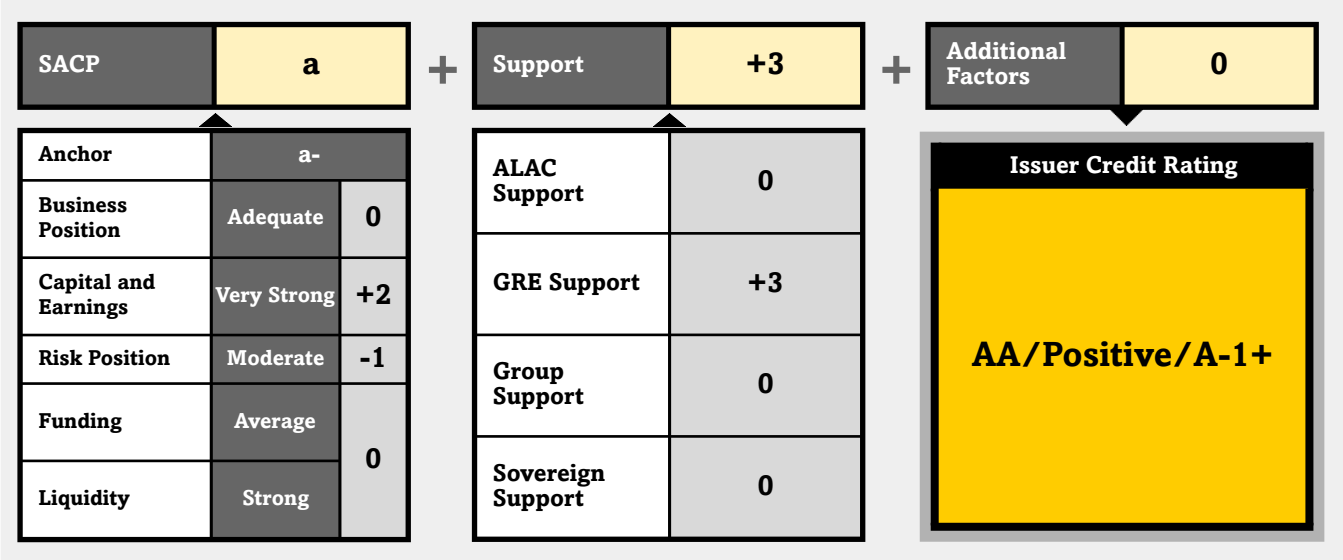 SACP
a
+
Support
+3
+
Additional
Factors
0
Anchor
a-
Business
Position
Adequate
0
Capital and
Earnings
Very Strong
+2
Risk Position
Moderate
-1
Funding
Average
0
Liquidity
Strong
ALAC
Support
0
GRE Support
+3
Group
Support
0
Sovereign
Support
0
Issuer Credit Rating
AA/Positive/A-1+